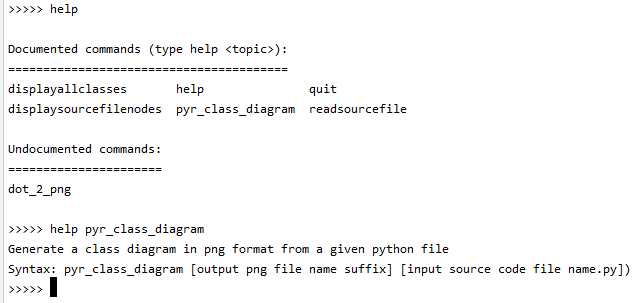 >>>>> help
Documented commands (type help <topic>):
========================================
displayallclasses       help               quit
displaysourcefilenodes  pyr_class_diagram  readsourcefile
Undocumented commands:
======================
dot_2_png
>>>>> help pyr_class_diagram
Generate a class diagram in png format from a given python file
Syntax: pyr_class_diagram [output png file name suffix] [input source code file name.py])
>>>>>